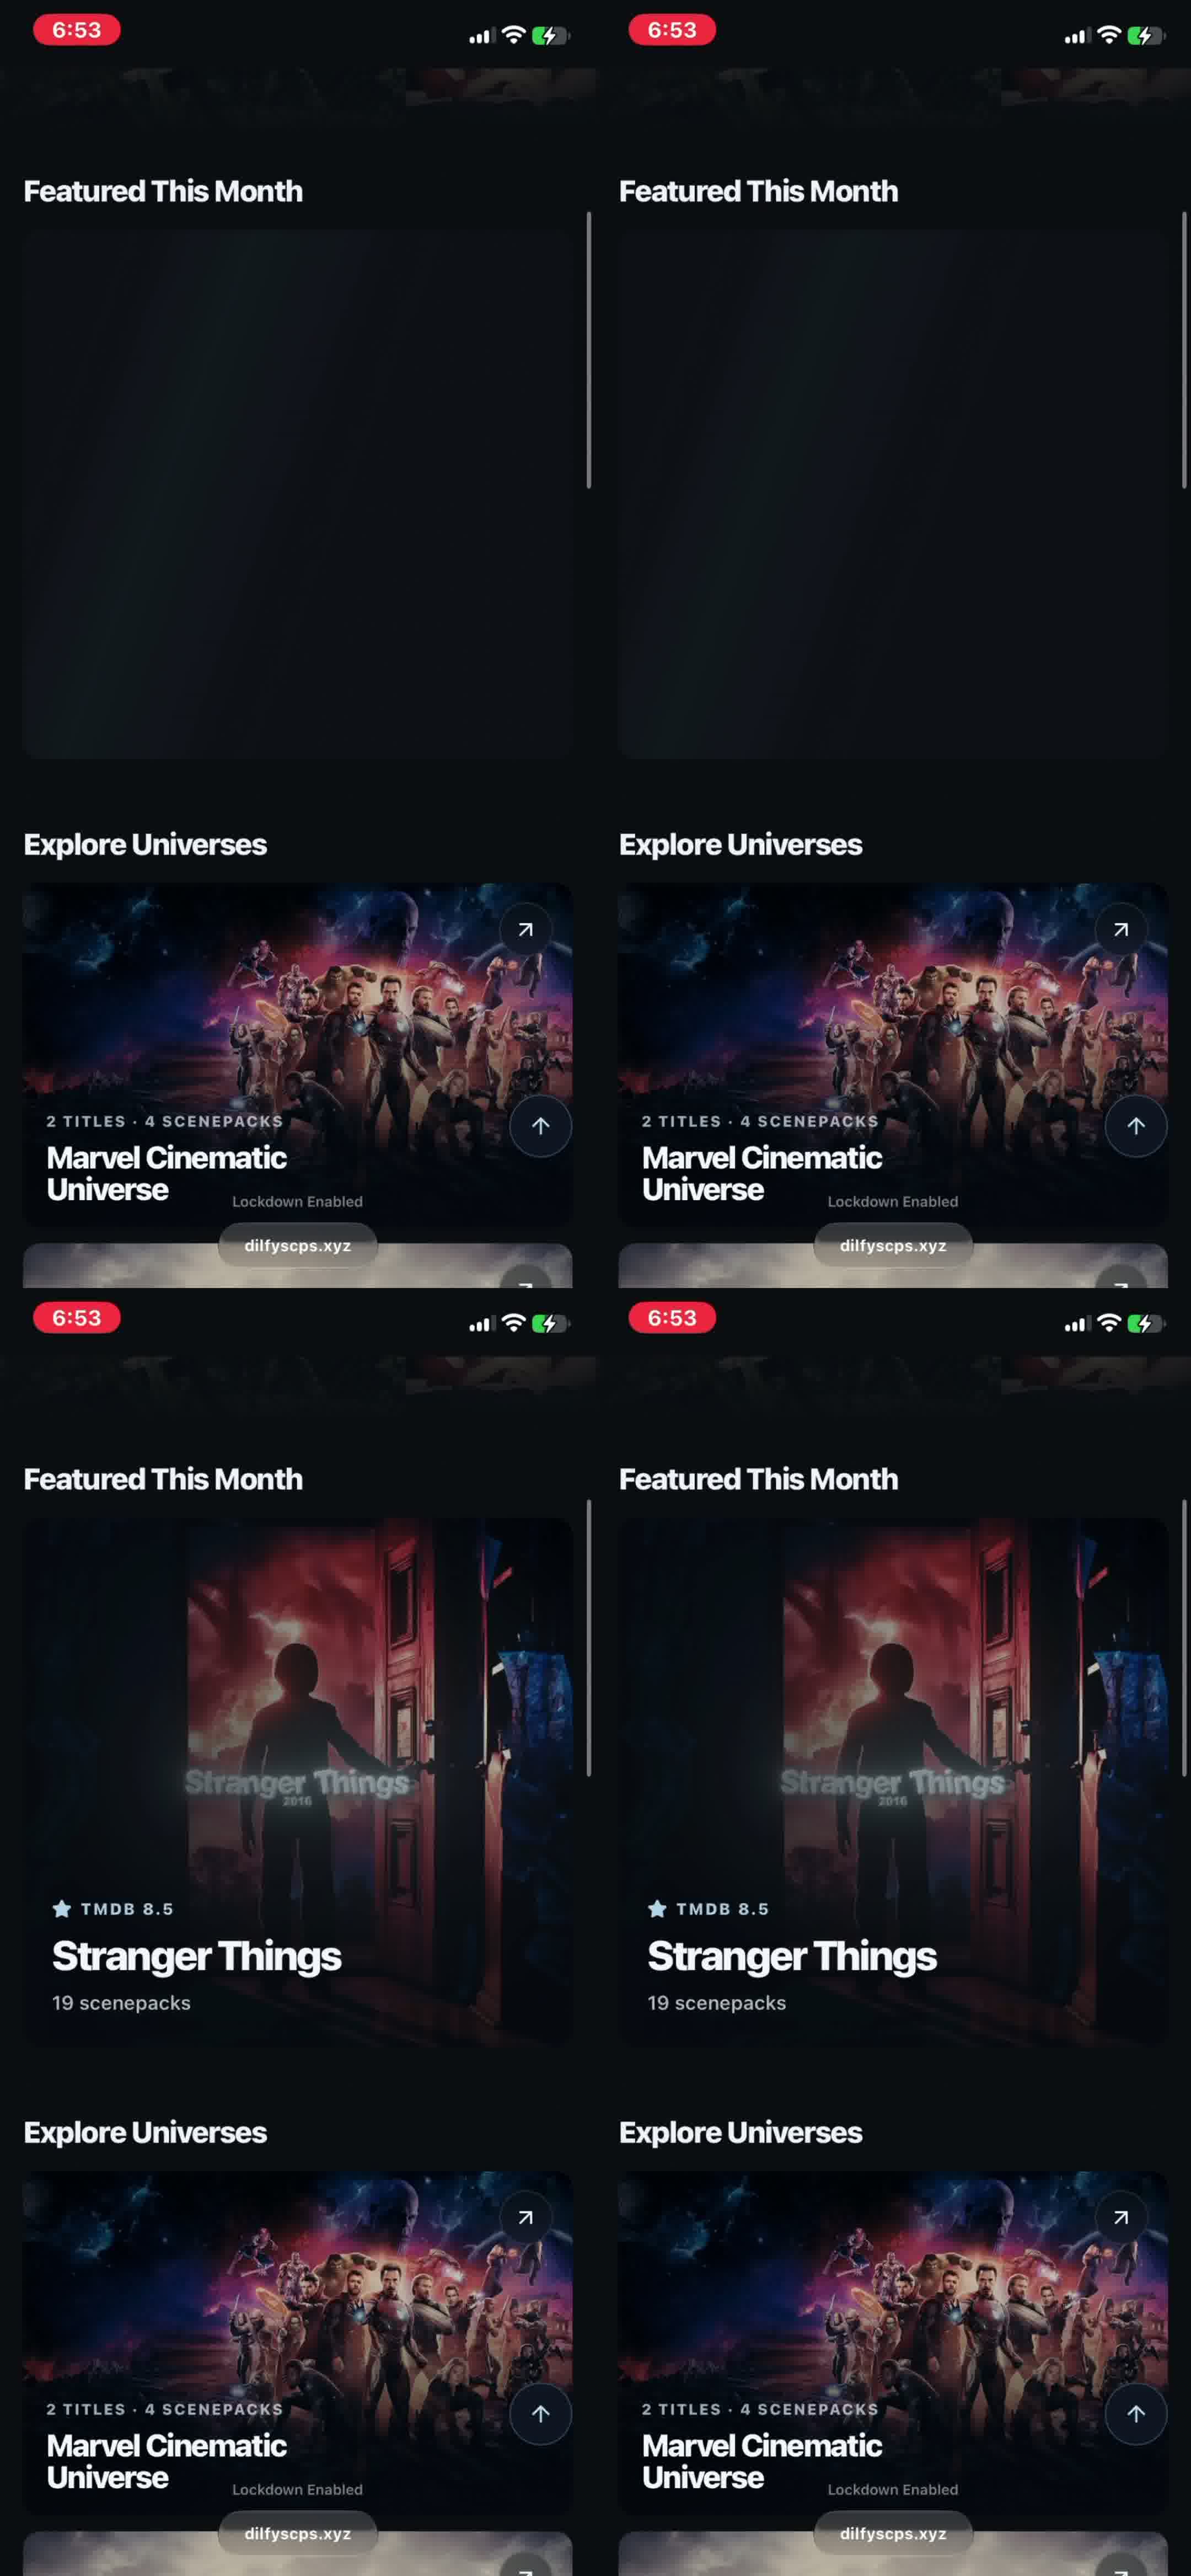 6:53
Featured This Month
Explore Universes
2 TITLES · 4 SCENEPACKS
Marvel Cinematic
Universe
Lockdown Enabled
dilfyscps.xyz
6:53
Featured This Month
Explore Universes
2 TITLES · 4 SCENEPACKS
Marvel Cinematic
Universe
Lockdown Enabled
dilfyscps.xyz
6:53
Featured This Month
Stranger Things
2016
TMDB 8.5
Stranger Things
19 scenepacks
Explore Universes
2 TITLES · 4 SCENEPACKS
Marvel Cinematic
Universe
Lockdown Enabled
dilfyscps.xyz
6:53
Featured This Month
Stranger Things
2016
TMDB 8.5
Stranger Things
19 scenepacks
Explore Universes
2 TITLES · 4 SCENEPACKS
Marvel Cinematic
Universe
Lockdown Enabled
dilfyscps.xyz